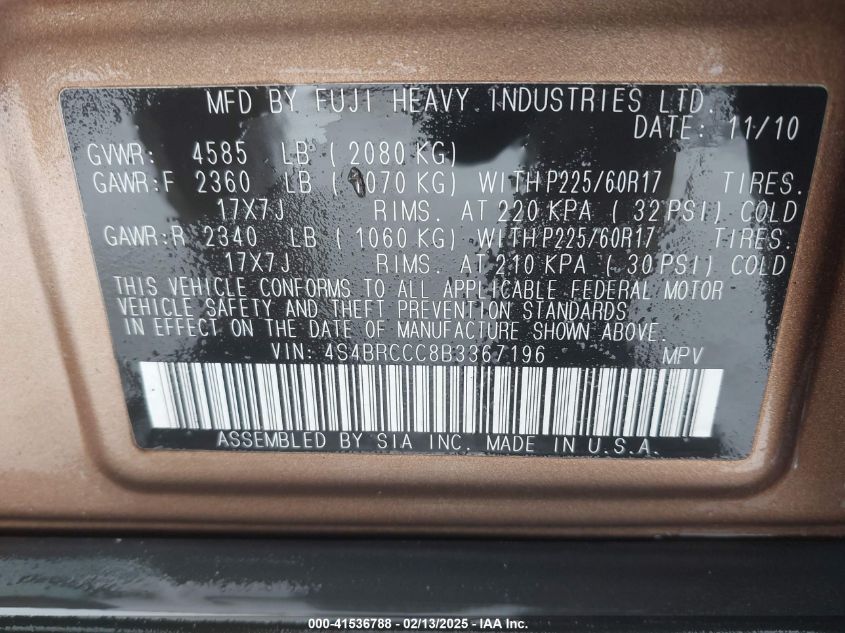 MFD BY FUJI HEAVY INDUSTRIES LTD.
DATE: 11/10
GVWR: 4585 LB ( 2080 KG)
GAWR:F 2360 LB ( 1070 KG) WITH P225/60R17 TIRES.
17X7J RIMS. AT 220 KPA ( 32 PSI) COLD
GAWR:R 2340 LB ( 1060 KG) WITH P225/60R17 TIRES.
17X7J RIMS. AT 210 KPA ( 30 PSI) COLD
THIS VEHICLE CONFORMS TO ALL APPLICABLE FEDERAL MOTOR
VEHICLE SAFETY AND THEFT PREVENTION STANDARDS
IN EFFECT ON THE DATE OF MANUFACTURE SHOWN ABOVE.
VIN: 4S4BRCCC8B3367196 MPV
ASSEMBLED BY SIA INC. MADE IN U.S.A.
000-41536788 - 02/13/2025 - IAA Inc.